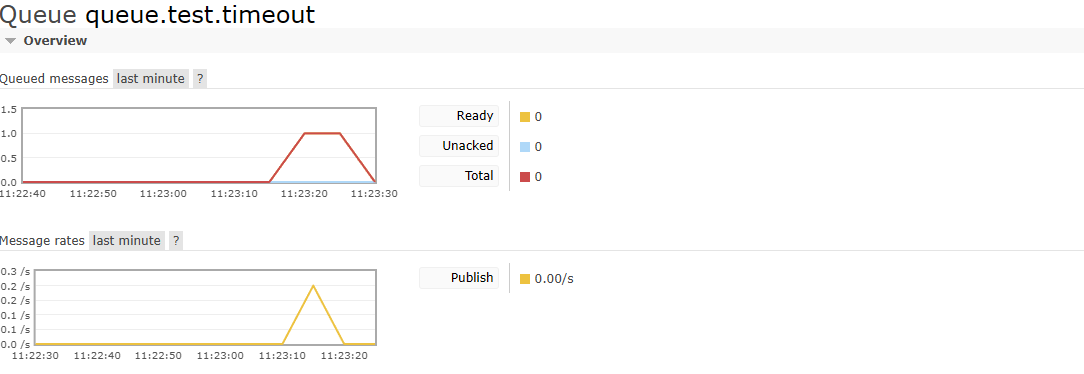 Queue queue.test.timeout
Overview
Queued messages last minute ?
1.5
1.0
0.5
0.0
11:22:40 11:22:50 11:23:00 11:23:10 11:23:20 11:23:30
Ready 0
Unacked 0
Total 0
Message rates last minute ?
0.3 /s
0.2 /s
0.2 /s
0.1 /s
0.1 /s
0.0 /s
11:22:30 11:22:40 11:22:50 11:23:00 11:23:10 11:23:20
Publish 0.00/s